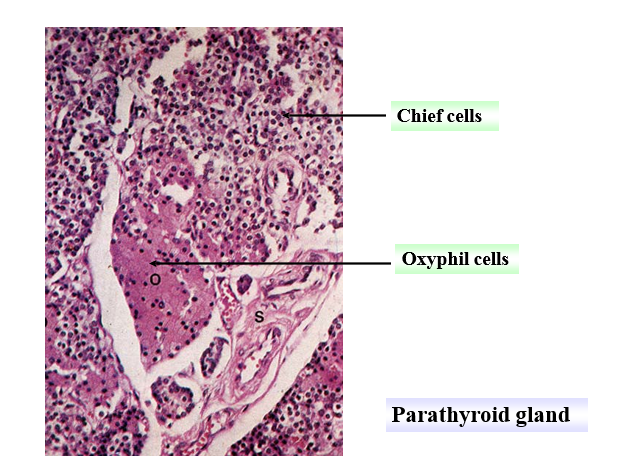 Chief cells
Oxyphil cells
O
S
Parathyroid gland